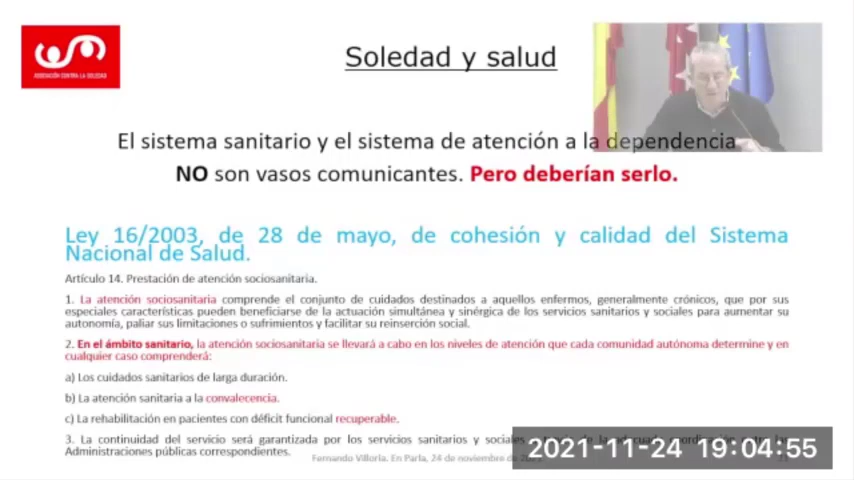 ASOCIACIÓN CONTRA LA SOLEDAD
Soledad y salud
El sistema sanitario y el sistema de atención a la dependencia
NO son vasos comunicantes. Pero deberían serlo.
Ley 16/2003, de 28 de mayo, de cohesión y calidad del Sistema
Nacional de Salud.
Artículo 14. Prestación de atención sociosanitaria.
1. La atención sociosanitaria comprende el conjunto de cuidados destinados a aquellos enfermos, generalmente crónicos, que por sus
especiales características pueden beneficiarse de la actuación simultánea y sinérgica de los servicios sanitarios y sociales para aumentar su
autonomía, paliar sus limitaciones o sufrimientos y facilitar su reinserción social.
2. En el ámbito sanitario, la atención sociosanitaria se llevará a cabo en los niveles de atención que cada comunidad autónoma determine y en
cualquier caso comprenderá:
a) Los cuidados sanitarios de larga duración.
b) La atención sanitaria a la convalecencia.
c) La rehabilitación en pacientes con déficit funcional recuperable.
3. La continuidad del servicio será garantizada por los servicios sanitarios y sociales
Administraciones públicas correspondientes.
Fernando Villoria. En Parla, 24 de noviembre de
2021-11-24 19:04:55